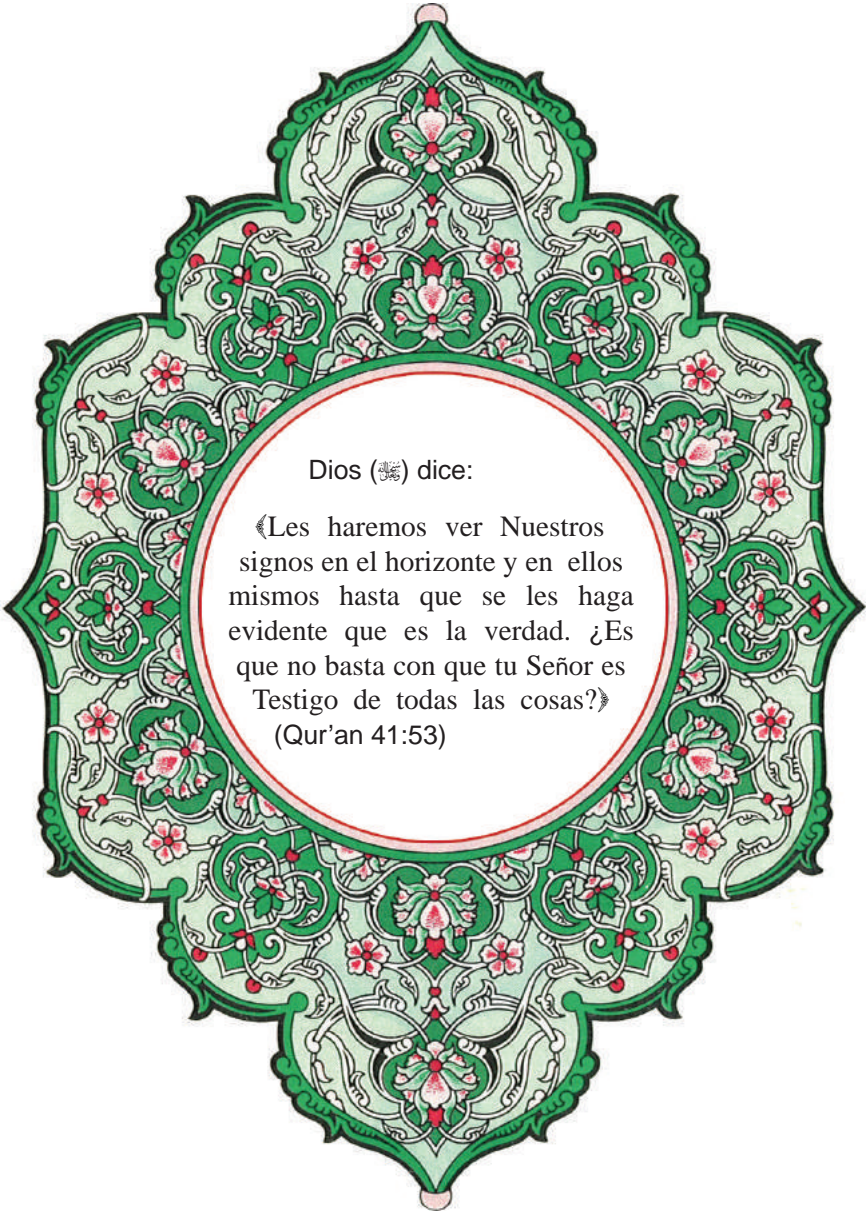 Dios (ﷻ) dice:
﴾Les haremos ver Nuestros
signos en el horizonte y en ellos
mismos hasta que se les haga
evidente que es la verdad. ¿Es
que no basta con que tu Señor es
Testigo de todas las cosas?﴿
(Qur’an 41:53)